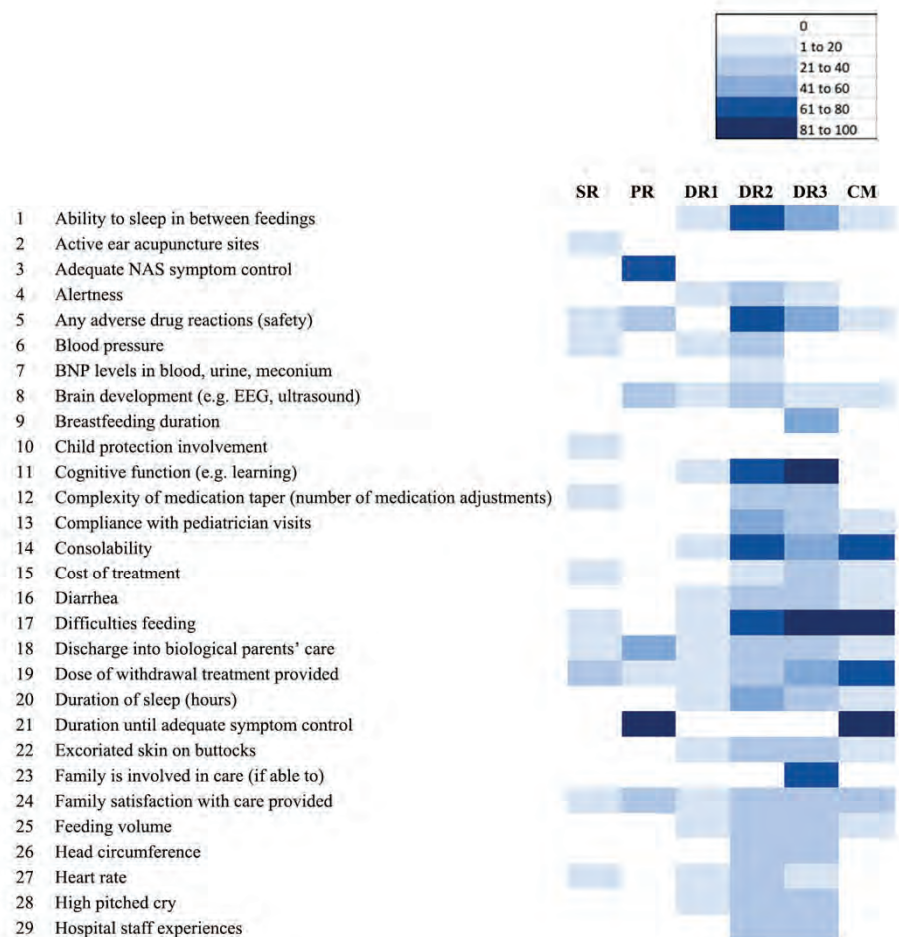 0
1 to 20
21 to 40
41 to 60
61 to 80
81 to 100
SR PR DR1 DR2 DR3 CM
1 Ability to sleep in between feedings
2 Active ear acupuncture sites
3 Adequate NAS symptom control
4 Alertness
5 Any adverse drug reactions (safety)
6 Blood pressure
7 BNP levels in blood, urine, meconium
8 Brain development (e.g. EEG, ultrasound)
9 Breastfeeding duration
10 Child protection involvement
11 Cognitive function (e.g. learning)
12 Complexity of medication taper (number of medication adjustments)
13 Compliance with pediatrician visits
14 Consolability
15 Cost of treatment
16 Diarrhea
17 Difficulties feeding
18 Discharge into biological parents’ care
19 Dose of withdrawal treatment provided
20 Duration of sleep (hours)
21 Duration until adequate symptom control
22 Excoriated skin on buttocks
23 Family is involved in care (if able to)
24 Family satisfaction with care provided
25 Feeding volume
26 Head circumference
27 Heart rate
28 High pitched cry
29 Hospital staff experiences